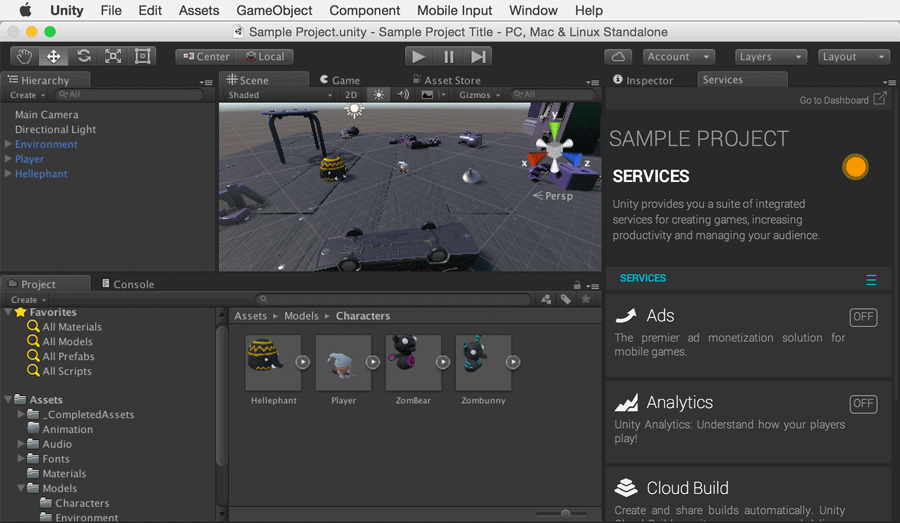 Unity File Edit Assets GameObject Component Mobile Input Window Help
Sample Project.unity - Sample Project Title - PC, Mac & Linux Standalone
Center Local Account Layers Layout
Hierarchy
Create All
Main Camera
Directional Light
Environment
Player
Hellephant
Scene Game Asset Store
Shaded 2D Gizmos All
y
x z
Persp
Inspector Services
Go to Dashboard
SAMPLE PROJECT
SERVICES
Unity provides you a suite of integrated
services for creating games, increasing
productivity and managing your audience.
SERVICES
Ads OFF
The premier ad monetization solution for
mobile games.
Analytics OFF
Unity Analytics: Understand how your players
play!
Cloud Build
Create and share builds automatically. Unity
Project Console
Create
Favorites
All Materials
All Models
All Prefabs
All Scripts
Assets
_CompletedAssets
Animation
Audio
Fonts
Materials
Models
Characters
Environment
Assets Models Characters
Hellephant Player ZomBear Zombunny